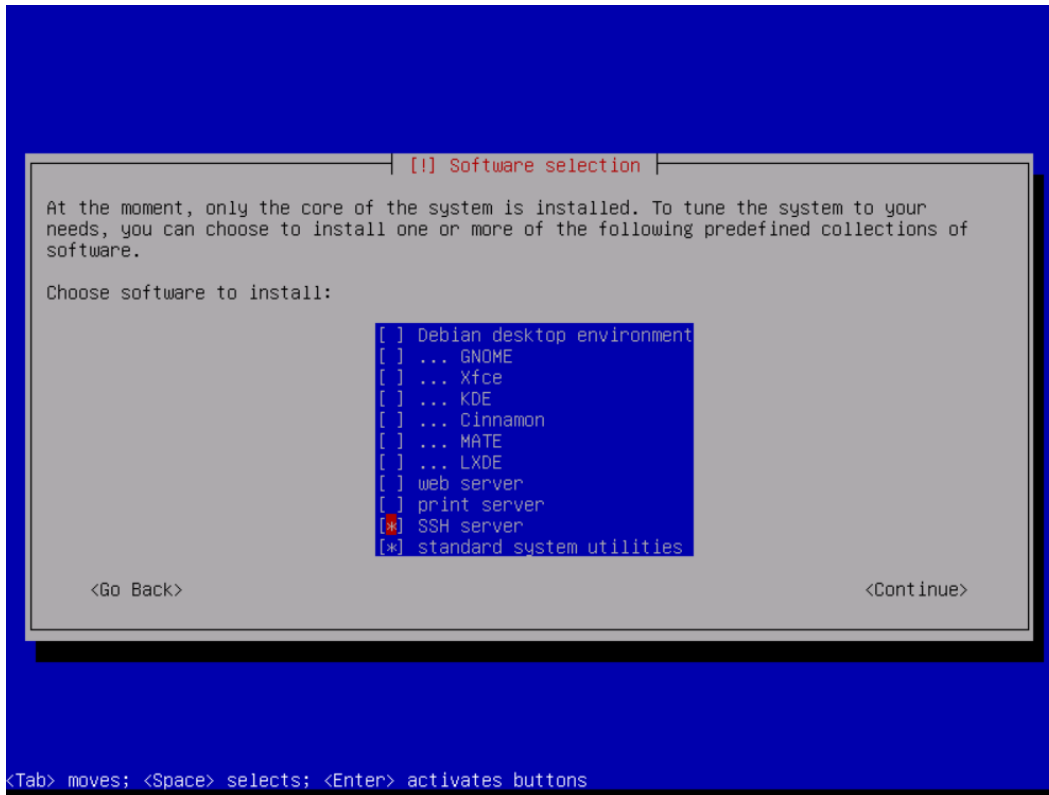 [!] Software selection
At the moment, only the core of the system is installed. To tune the system to your
needs, you can choose to install one or more of the following predefined collections of
software.
Choose software to install:
[ ] Debian desktop environment
[ ] ... GNOME
[ ] ... Xfce
[ ] ... KDE
[ ] ... Cinnamon
[ ] ... MATE
[ ] ... LXDE
[ ] web server
[ ] print server
[*] SSH server
[*] standard system utilities
<Go Back> <Continue>
<Tab> moves; <Space> selects; <Enter> activates buttons